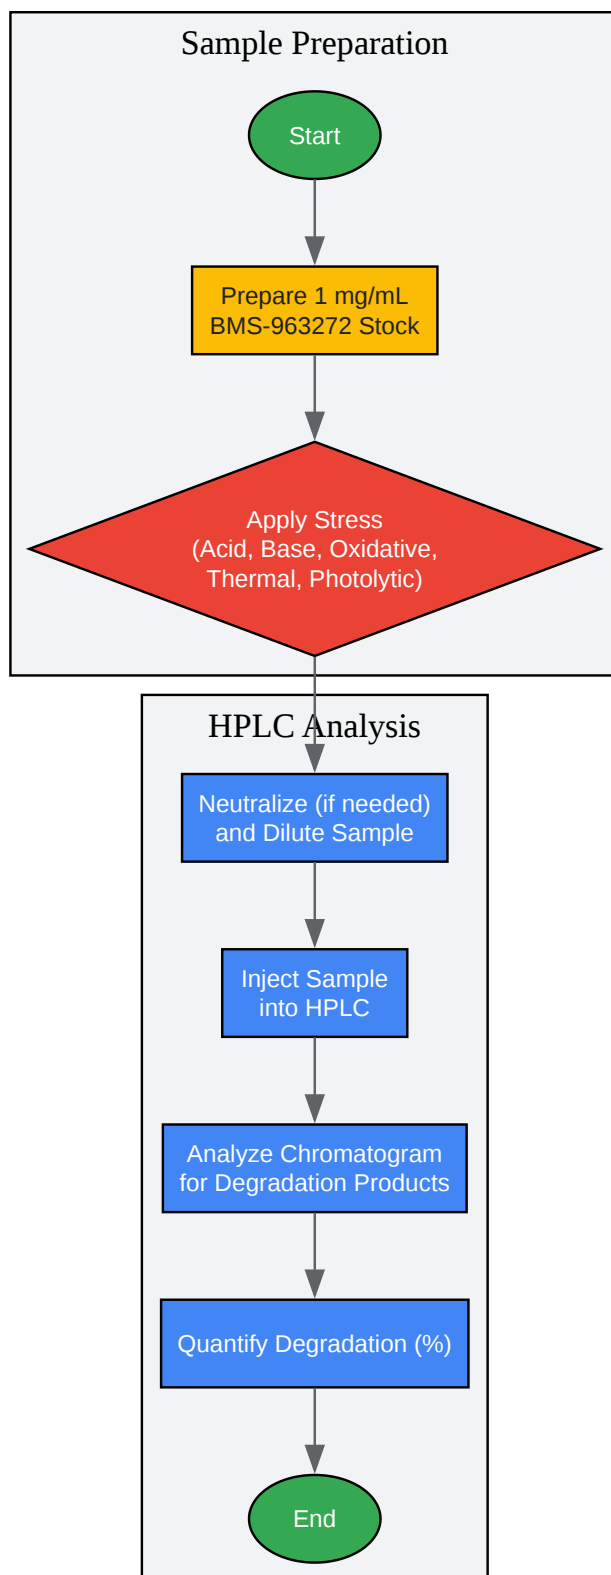 Sample Preparation
Start
Prepare 1 mg/mL
BMS-963272 Stock
Apply Stress
(Acid, Base, Oxidative,
Thermal, Photolytic)
HPLC Analysis
Neutralize (if needed)
and Dilute Sample
Inject Sample
into HPLC
Analyze Chromatogram
for Degradation Products
Quantify Degradation (%)
End